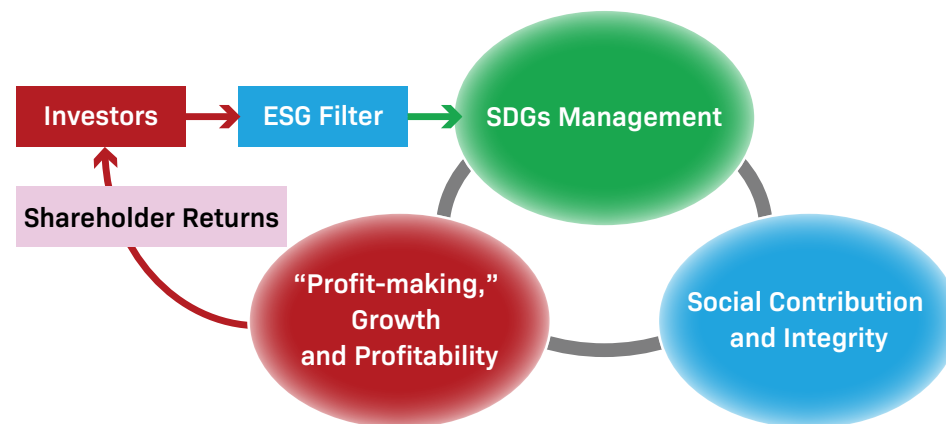 Investors
ESG Filter
SDGs Management
Shareholder Returns
“Profit-making,”
Growth
and Profitability
Social Contribution
and Integrity